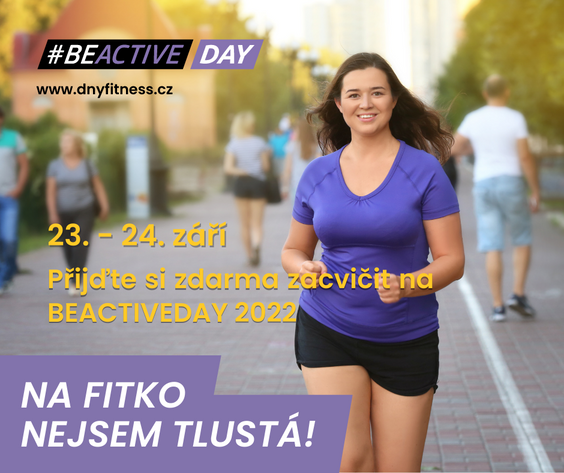 #BEACTIVE DAY
www.dnyfitness.cz
23. - 24. září
Přijďte si zdarma zacvičit na
BEACTIVEDAY 2022
NA FITKO
NEJSEM TLUSTÁ!